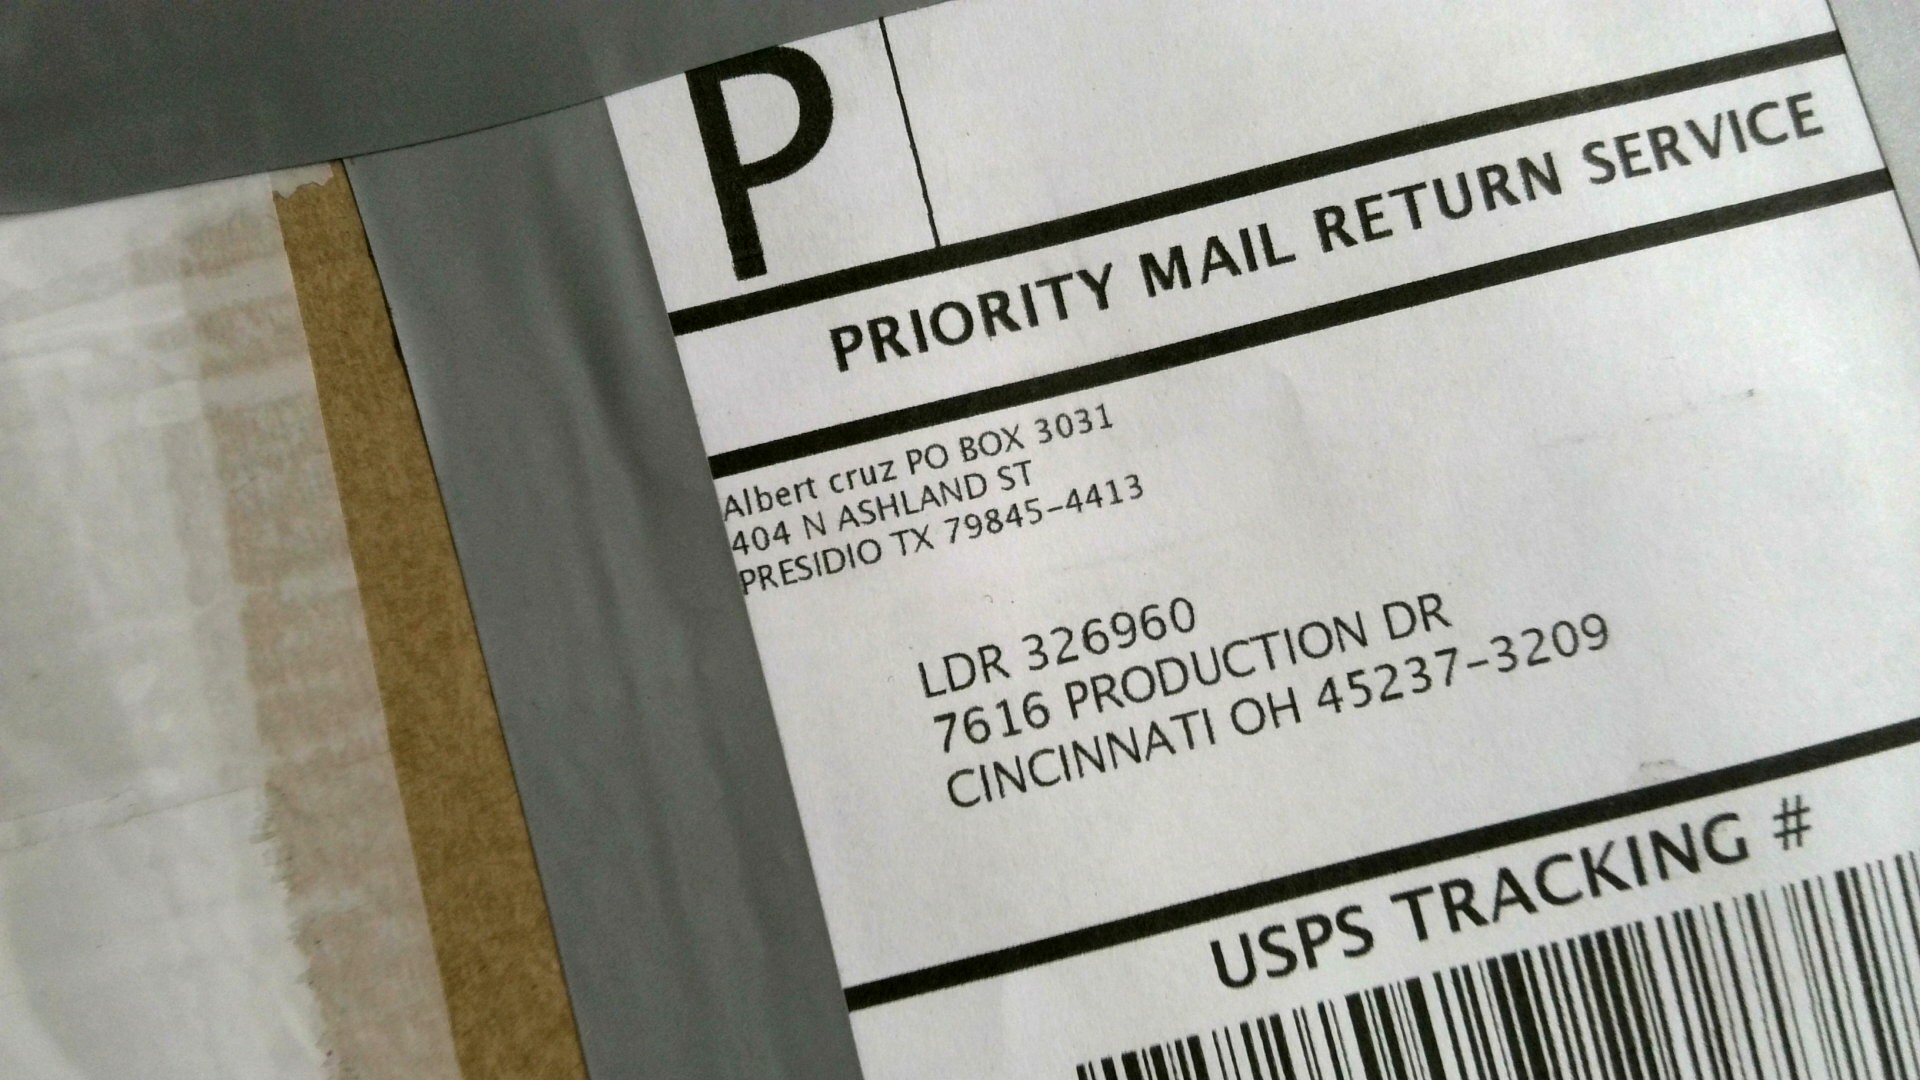 P
PRIORITY MAIL RETURN SERVICE
Albert cruz PO BOX 3031
404 N ASHLAND ST
PRESIDIO TX 79845-4413
LDR 326960
7616 PRODUCTION DR
CINCINNATI OH 45237-3209
USPS TRACKING #